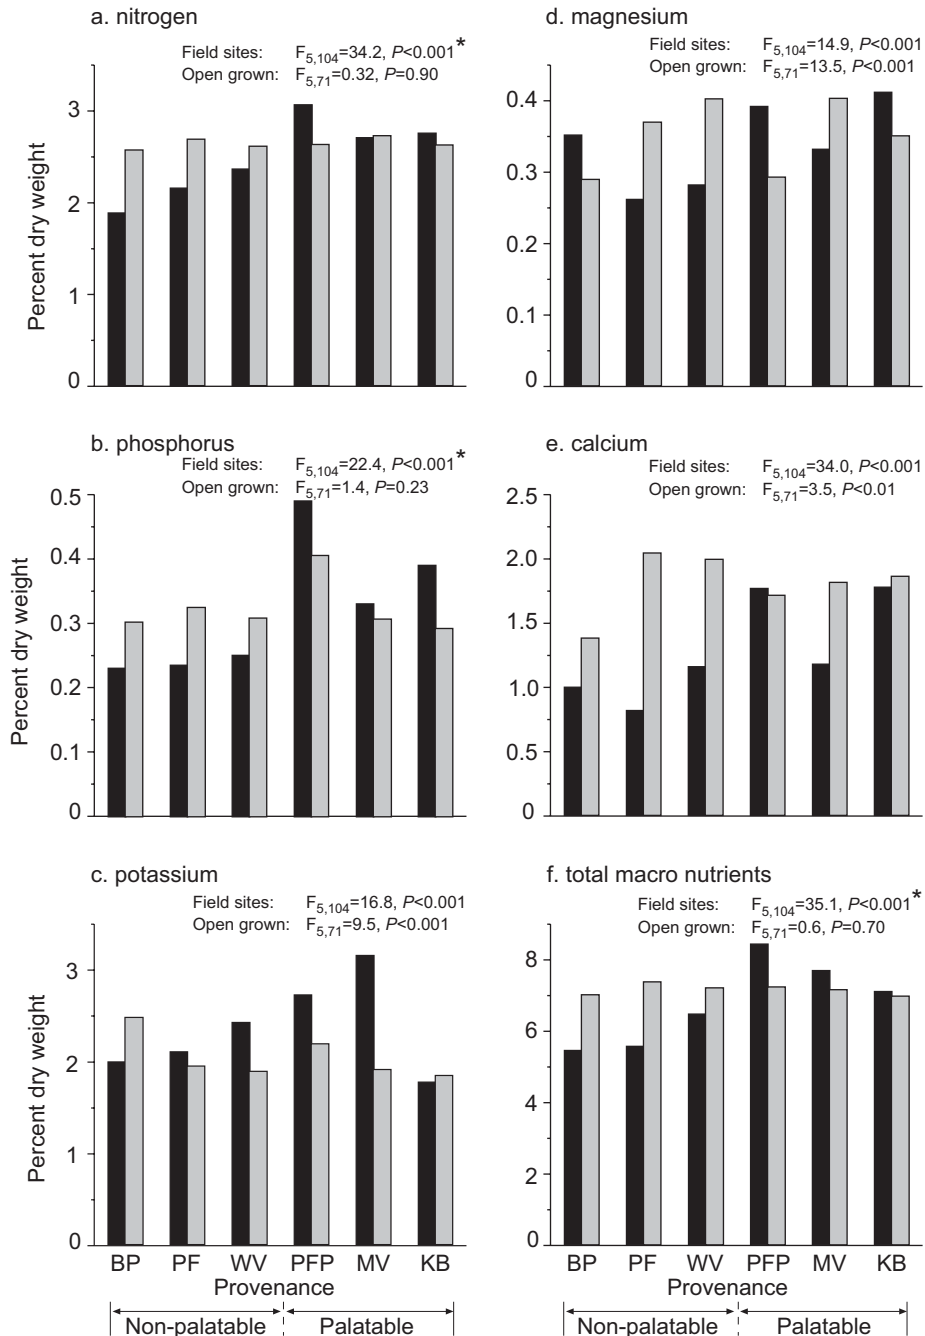 a. nitrogen
Field sites: F5,104=34.2, P<0.001*
Open grown: F5,71=0.32, P=0.90
Percent dry weight
3
2
1
0
b. phosphorus
Field sites: F5,104=22.4, P<0.001*
Open grown: F5,71=1.4, P=0.23
Percent dry weight
0.5
0.4
0.3
0.2
0.1
0
c. potassium
Field sites: F5,104=16.8, P<0.001
Open grown: F5,71=9.5, P<0.001
Percent dry weight
3
2
1
0
BP PF WV PFP MV KB
Provenance
Non-palatable Palatable
d. magnesium
Field sites: F5,104=14.9, P<0.001
Open grown: F5,71=13.5, P<0.001
0.4
0.3
0.2
0.1
0
e. calcium
Field sites: F5,104=34.0, P<0.001
Open grown: F5,71=3.5, P<0.01
2.5
2.0
1.5
1.0
0.5
0
f. total macro nutrients
Field sites: F5,104=35.1, P<0.001*
Open grown: F5,71=0.6, P=0.70
8
6
4
2
0
BP PF WV PFP MV KB
Provenance
Non-palatable Palatable